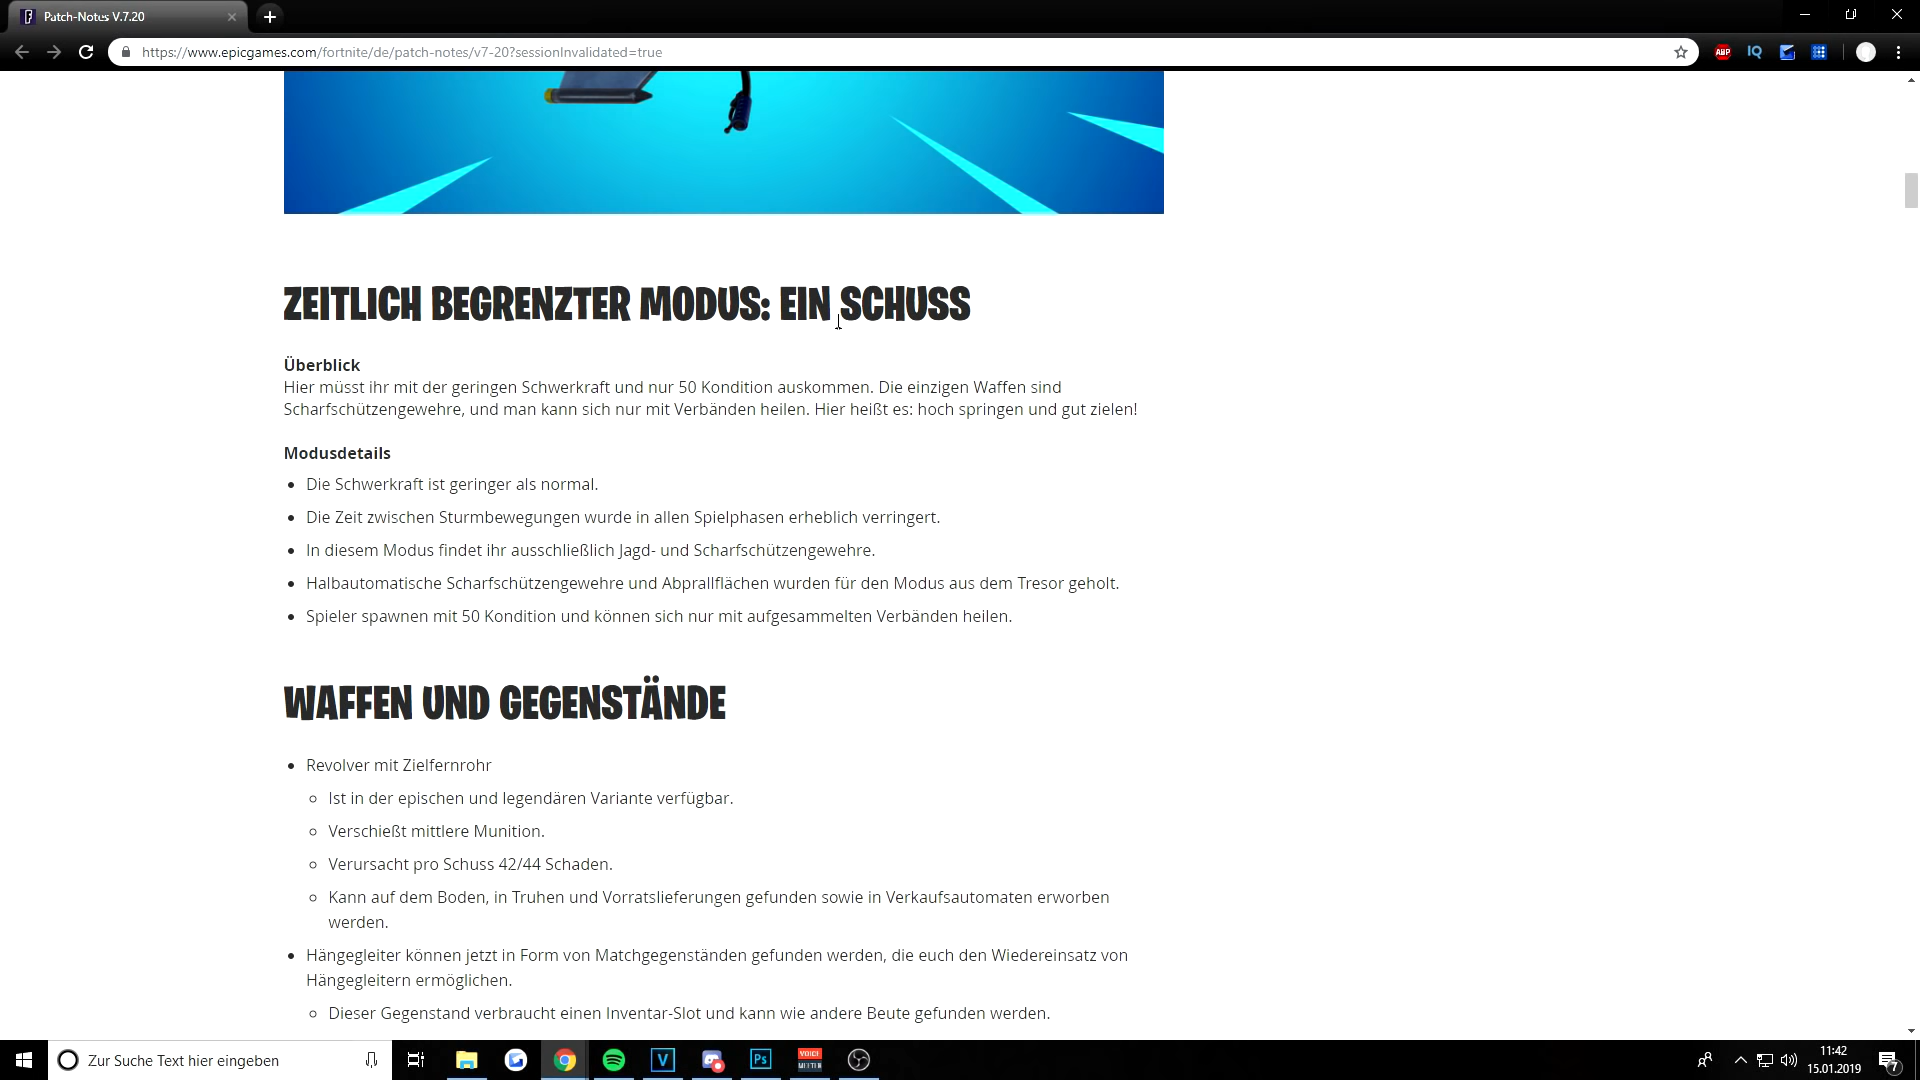 Patch-Notes V.7.20
https://www.epicgames.com/fortnite/de/patch-notes/v7-20?sessionInvalidated=true
ABP
IQ
ZEITLICH BEGRENZTER MODUS: EIN SCHUSS
Überblick
Hier müsst ihr mit der geringen Schwerkraft und nur 50 Kondition auskommen. Die einzigen Waffen sind
Scharfschützengewehre, und man kann sich nur mit Verbänden heilen. Hier heißt es: hoch springen und gut zielen!
Modusdetails
Die Schwerkraft ist geringer als normal.
Die Zeit zwischen Sturmbewegungen wurde in allen Spielphasen erheblich verringert.
In diesem Modus findet ihr ausschließlich Jagd- und Scharfschützengewehre.
Halbautomatische Scharfschützengewehre und Abprallflächen wurden für den Modus aus dem Tresor geholt.
Spieler spawnen mit 50 Kondition und können sich nur mit aufgesammelten Verbänden heilen.
WAFFEN UND GEGENSTÄNDE
Revolver mit Zielfernrohr
Ist in der epischen und legendären Variante verfügbar.
Verschießt mittlere Munition.
Verursacht pro Schuss 42/44 Schaden.
Kann auf dem Boden, in Truhen und Vorratslieferungen gefunden sowie in Verkaufsautomaten erworben
werden.
Hängegleiter können jetzt in Form von Matchgegenständen gefunden werden, die euch den Wiedereinsatz von
Hängegleitern ermöglichen.
Dieser Gegenstand verbraucht einen Inventar-Slot und kann wie andere Beute gefunden werden.
Zur Suche Text hier eingeben
V
Ps
VOICE
11:42
15.01.2019
7